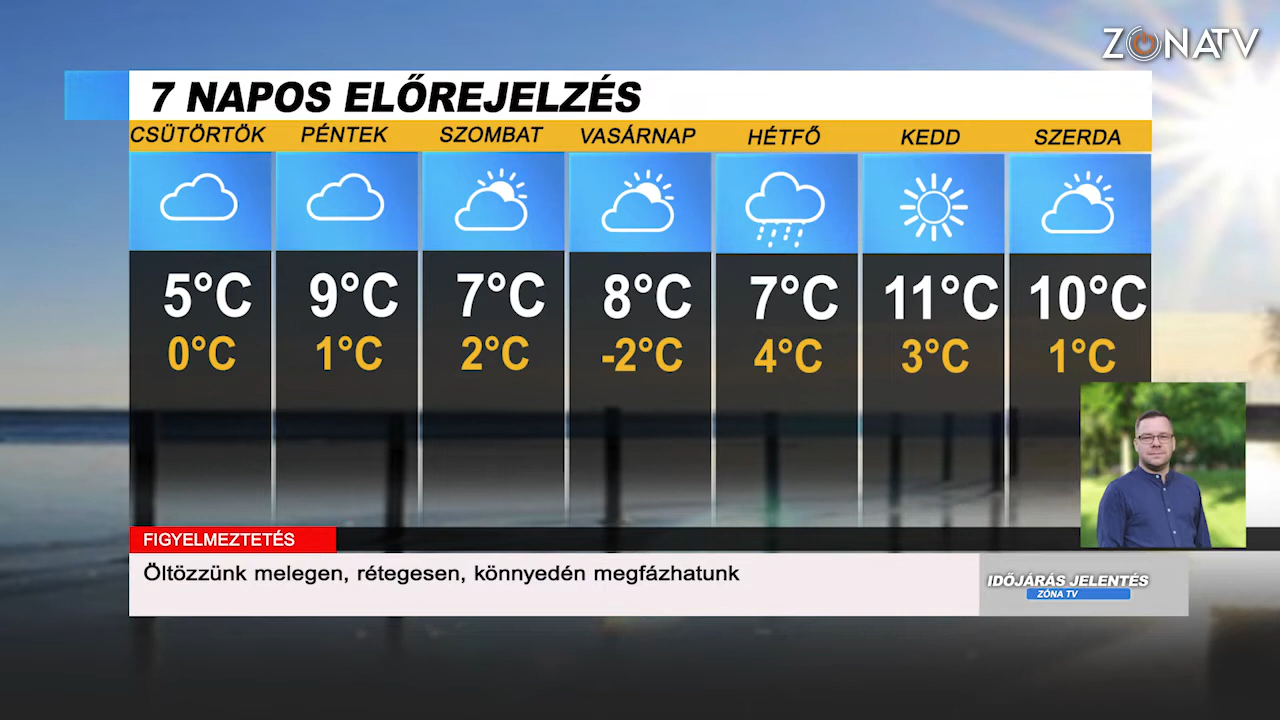 ZONATV
7 NAPOS ELŐREJELZÉS
CSÜTÖRTÖK PÉNTEK SZOMBAT VASÁRNAP HÉTFŐ KEDD SZERDA
5°C 9°C 7°C 8°C 7°C 11°C 10°C
0°C 1°C 2°C -2°C 4°C 3°C 1°C
FIGYELMEZTETÉS
Öltözzünk melegen, rétegesen, könnyedén megfázhatunk
IDŐJÁRÁS JELENTÉS
ZÓNA TV